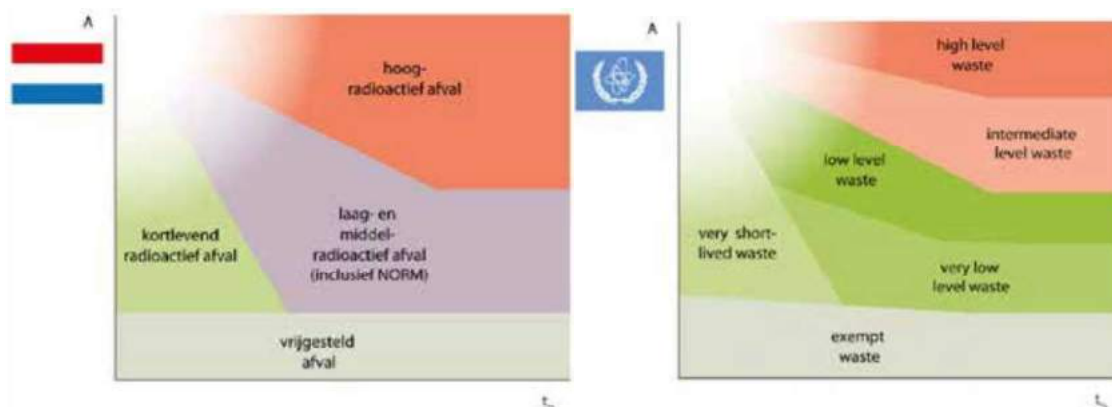 A
hoog-
radioactief afval
laag- en
middel-
radioactief afval
(inclusief NORM)
kortlevend
radioactief afval
vrijgesteld
afval
t
A
high level
waste
intermediate
level waste
low level
waste
very short-
lived waste
very low
level waste
exempt
waste
t